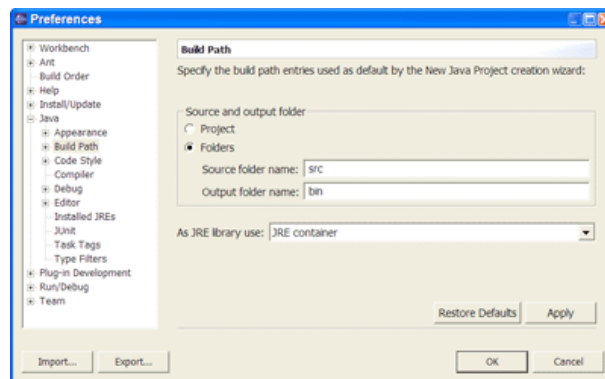 Preferences
Workbench
Ant
Build Order
Help
Install/Update
Java
Appearance
Build Path
Code Style
Compiler
Debug
Editor
Installed JREs
JUnit
Task Tags
Type Filters
Plug-in Development
Run/Debug
Team
Build Path
Specify the build path entries used as default by the New Java Project creation wizard:
Source and output folder
Project
Folders
Source folder name: src
Output folder name: bin
As JRE library use: JRE container
Restore Defaults Apply
Import... Export... OK Cancel